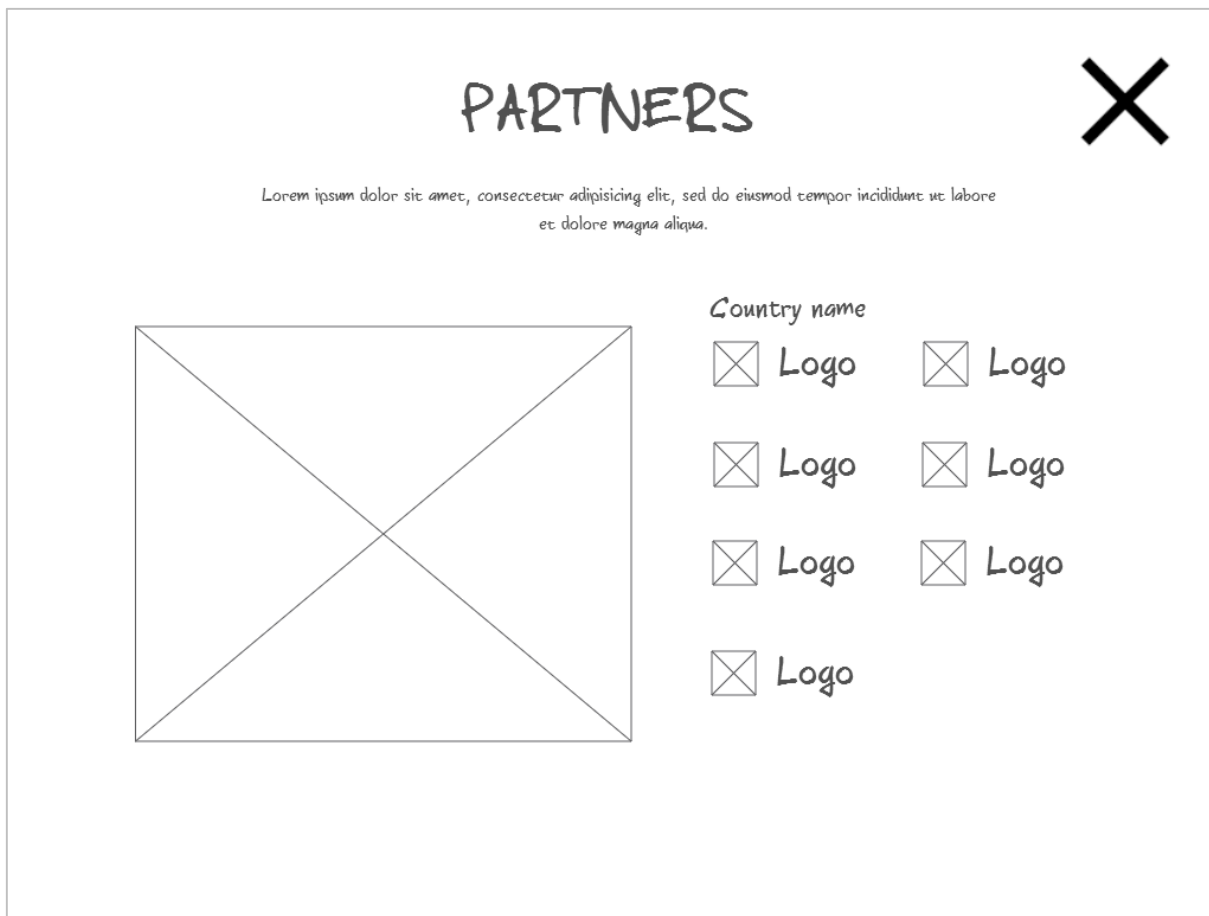 PARTNERS
Lorem ipsum dolor sit amet, consectetur adipisicing elit, sed do eiusmod tempor incididunt ut labore
et dolore magna aliqua.
Country name
Logo Logo
Logo Logo
Logo Logo
Logo